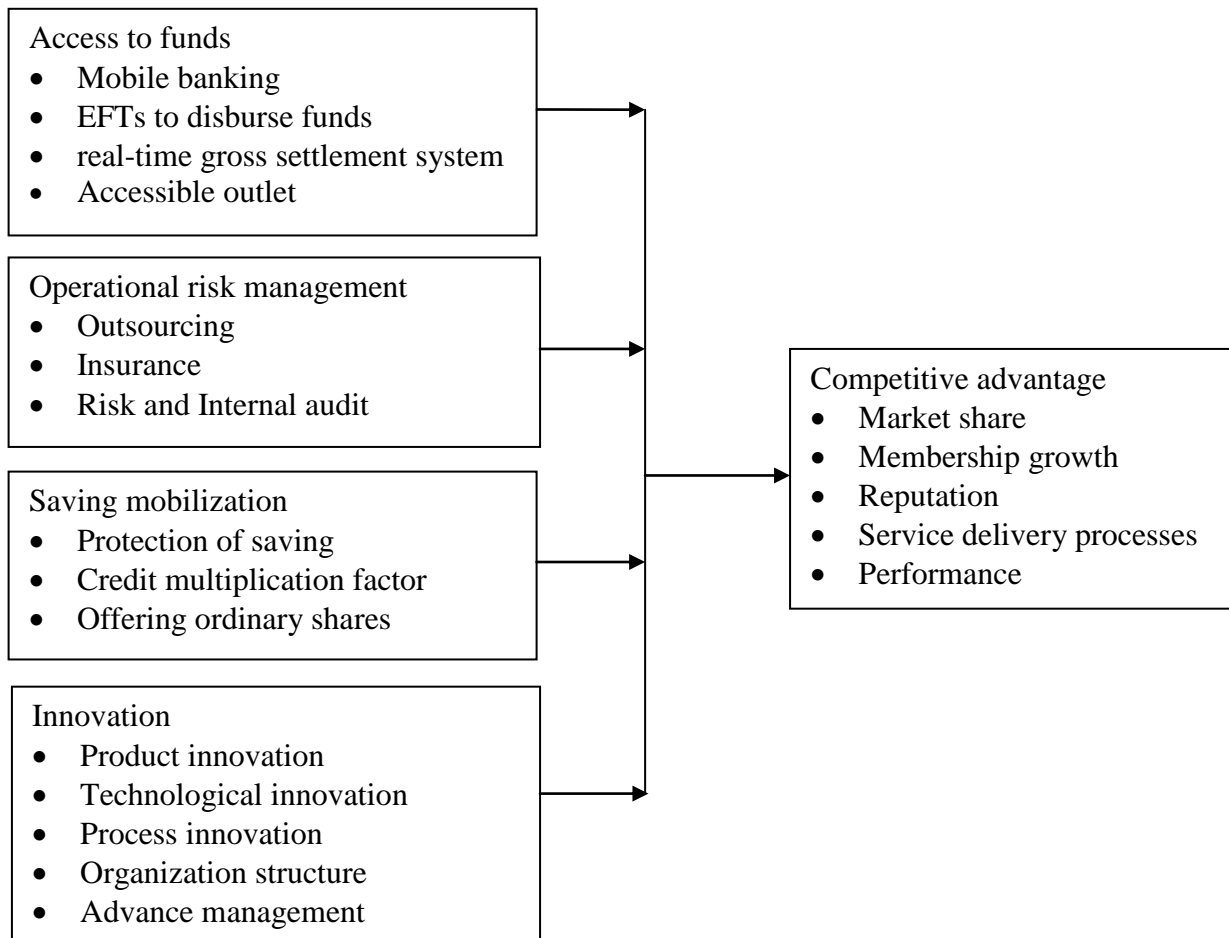 Access to funds
• Mobile banking
• EFTs to disburse funds
• real-time gross settlement system
• Accessible outlet
Operational risk management
• Outsourcing
• Insurance
• Risk and Internal audit
Saving mobilization
• Protection of saving
• Credit multiplication factor
• Offering ordinary shares
Innovation
• Product innovation
• Technological innovation
• Process innovation
• Organization structure
• Advance management
Competitive advantage
• Market share
• Membership growth
• Reputation
• Service delivery processes
• Performance